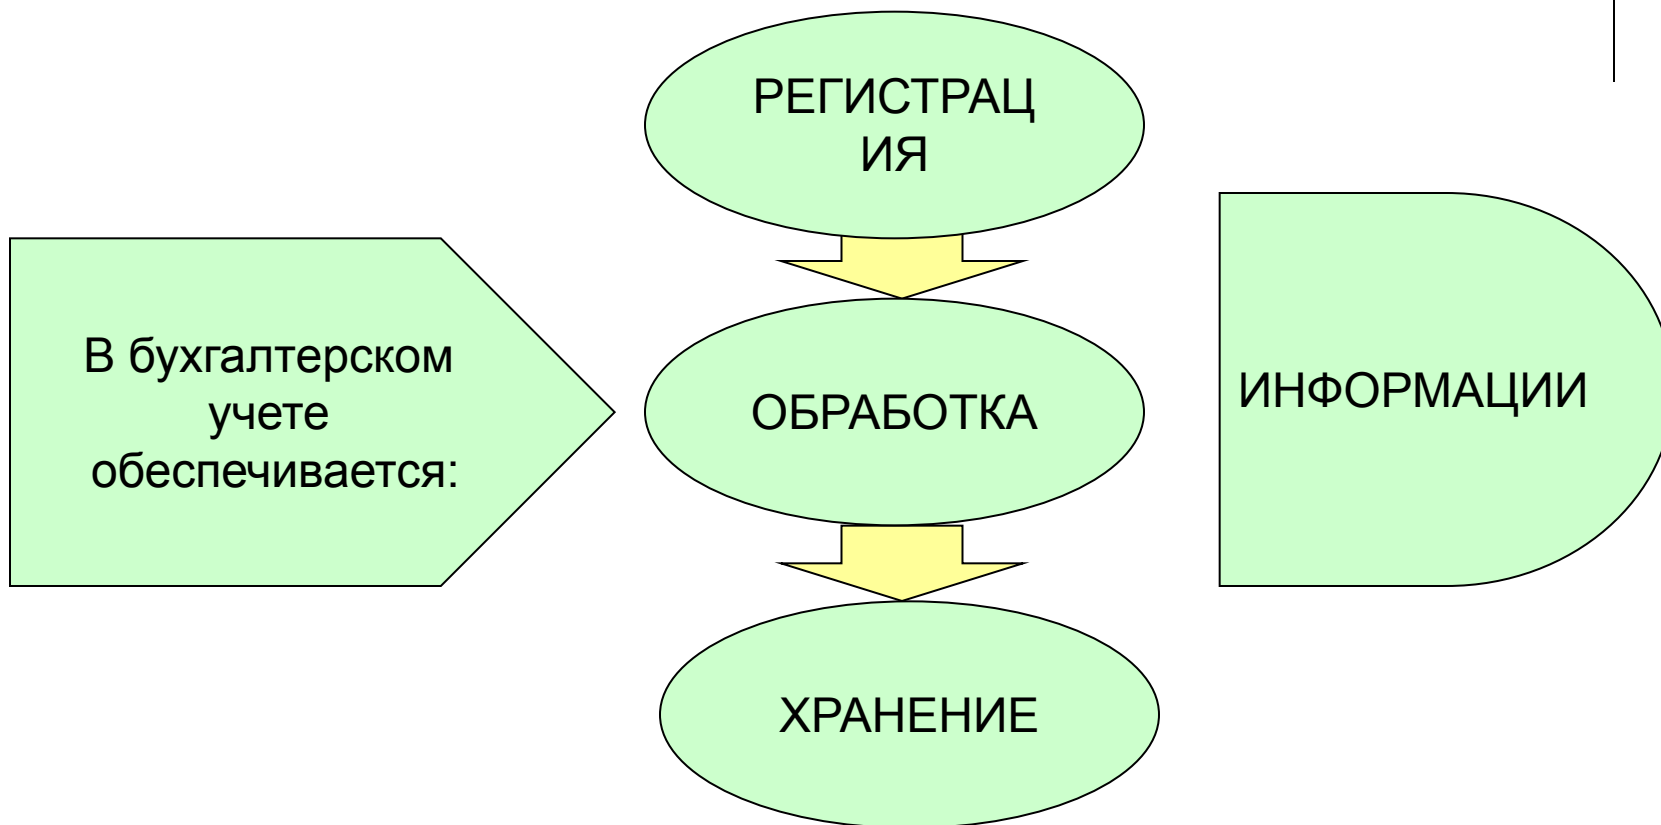 В бухгалтерском
учете
обеспечивается:
РЕГИСТРАЦ
ИЯ
ОБРАБОТКА
ХРАНЕНИЕ
ИНФОРМАЦИИ